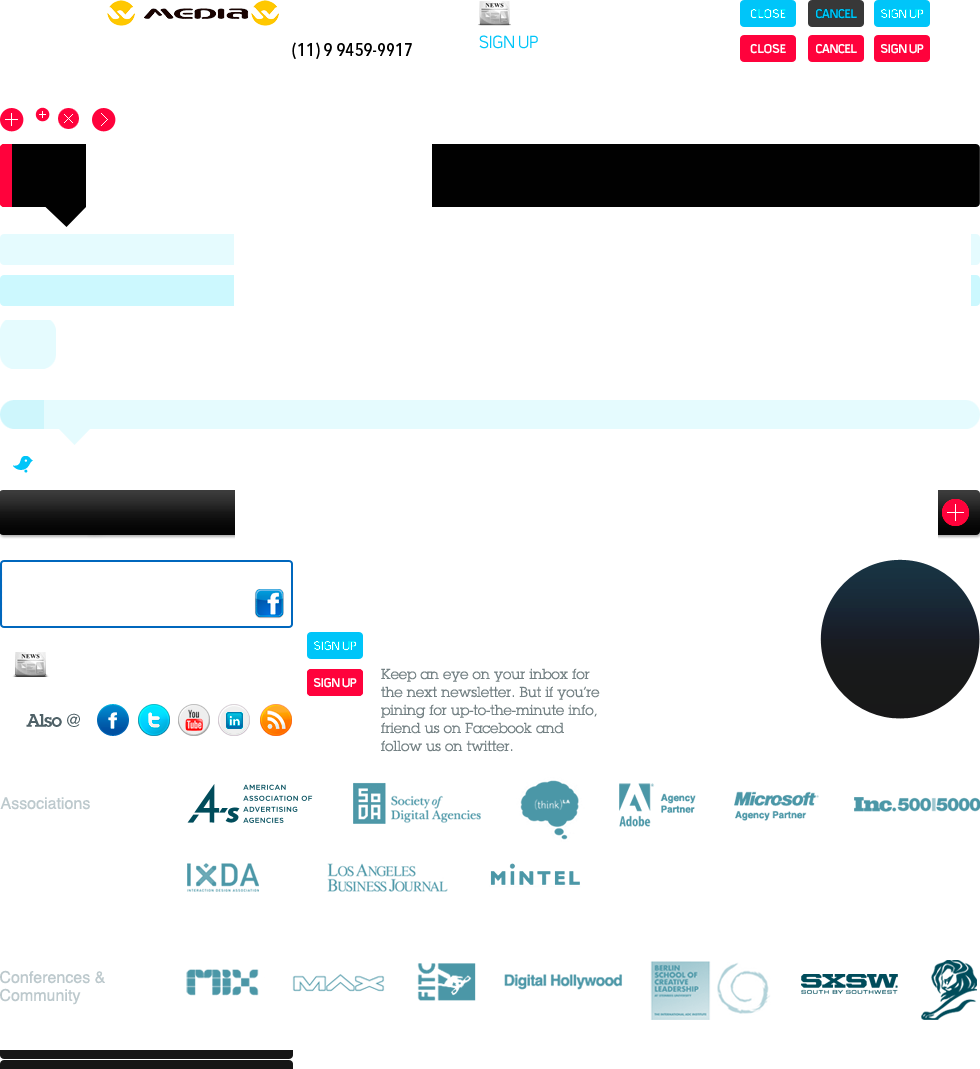 MEDIA
(11) 9 9459-9917
NEWS
SIGN UP
CLOSE
CANCEL
SIGN UP
CLOSE
CANCEL
SIGN UP
NEWS
SIGN UP
SIGN UP
Keep an eye on your inbox for
the next newsletter. But if you're
pining for up-to-the-minute info,
friend us on Facebook and
follow us on twitter.
Also @
You
Tube
in
Associations
A's
AMERICAN
ASSOCIATION OF
ADVERTISING
AGENCIES
SoDA
Society of
Digital Agencies
(think) LA
Adobe
Agency
Partner
Microsoft
Agency Partner
Inc.500|5000
IXDA
INTERACTION DESIGN ASSOCIATION
LOS ANGELES
BUSINESS JOURNAL
MINTEL
Conferences &
Community
MIX
MAX
FITC
Digital Hollywood
BERLIN
SCHOOL OF
CREATIVE
LEADERSHIP
SXSW.
SOUTH BY SOUTHWEST